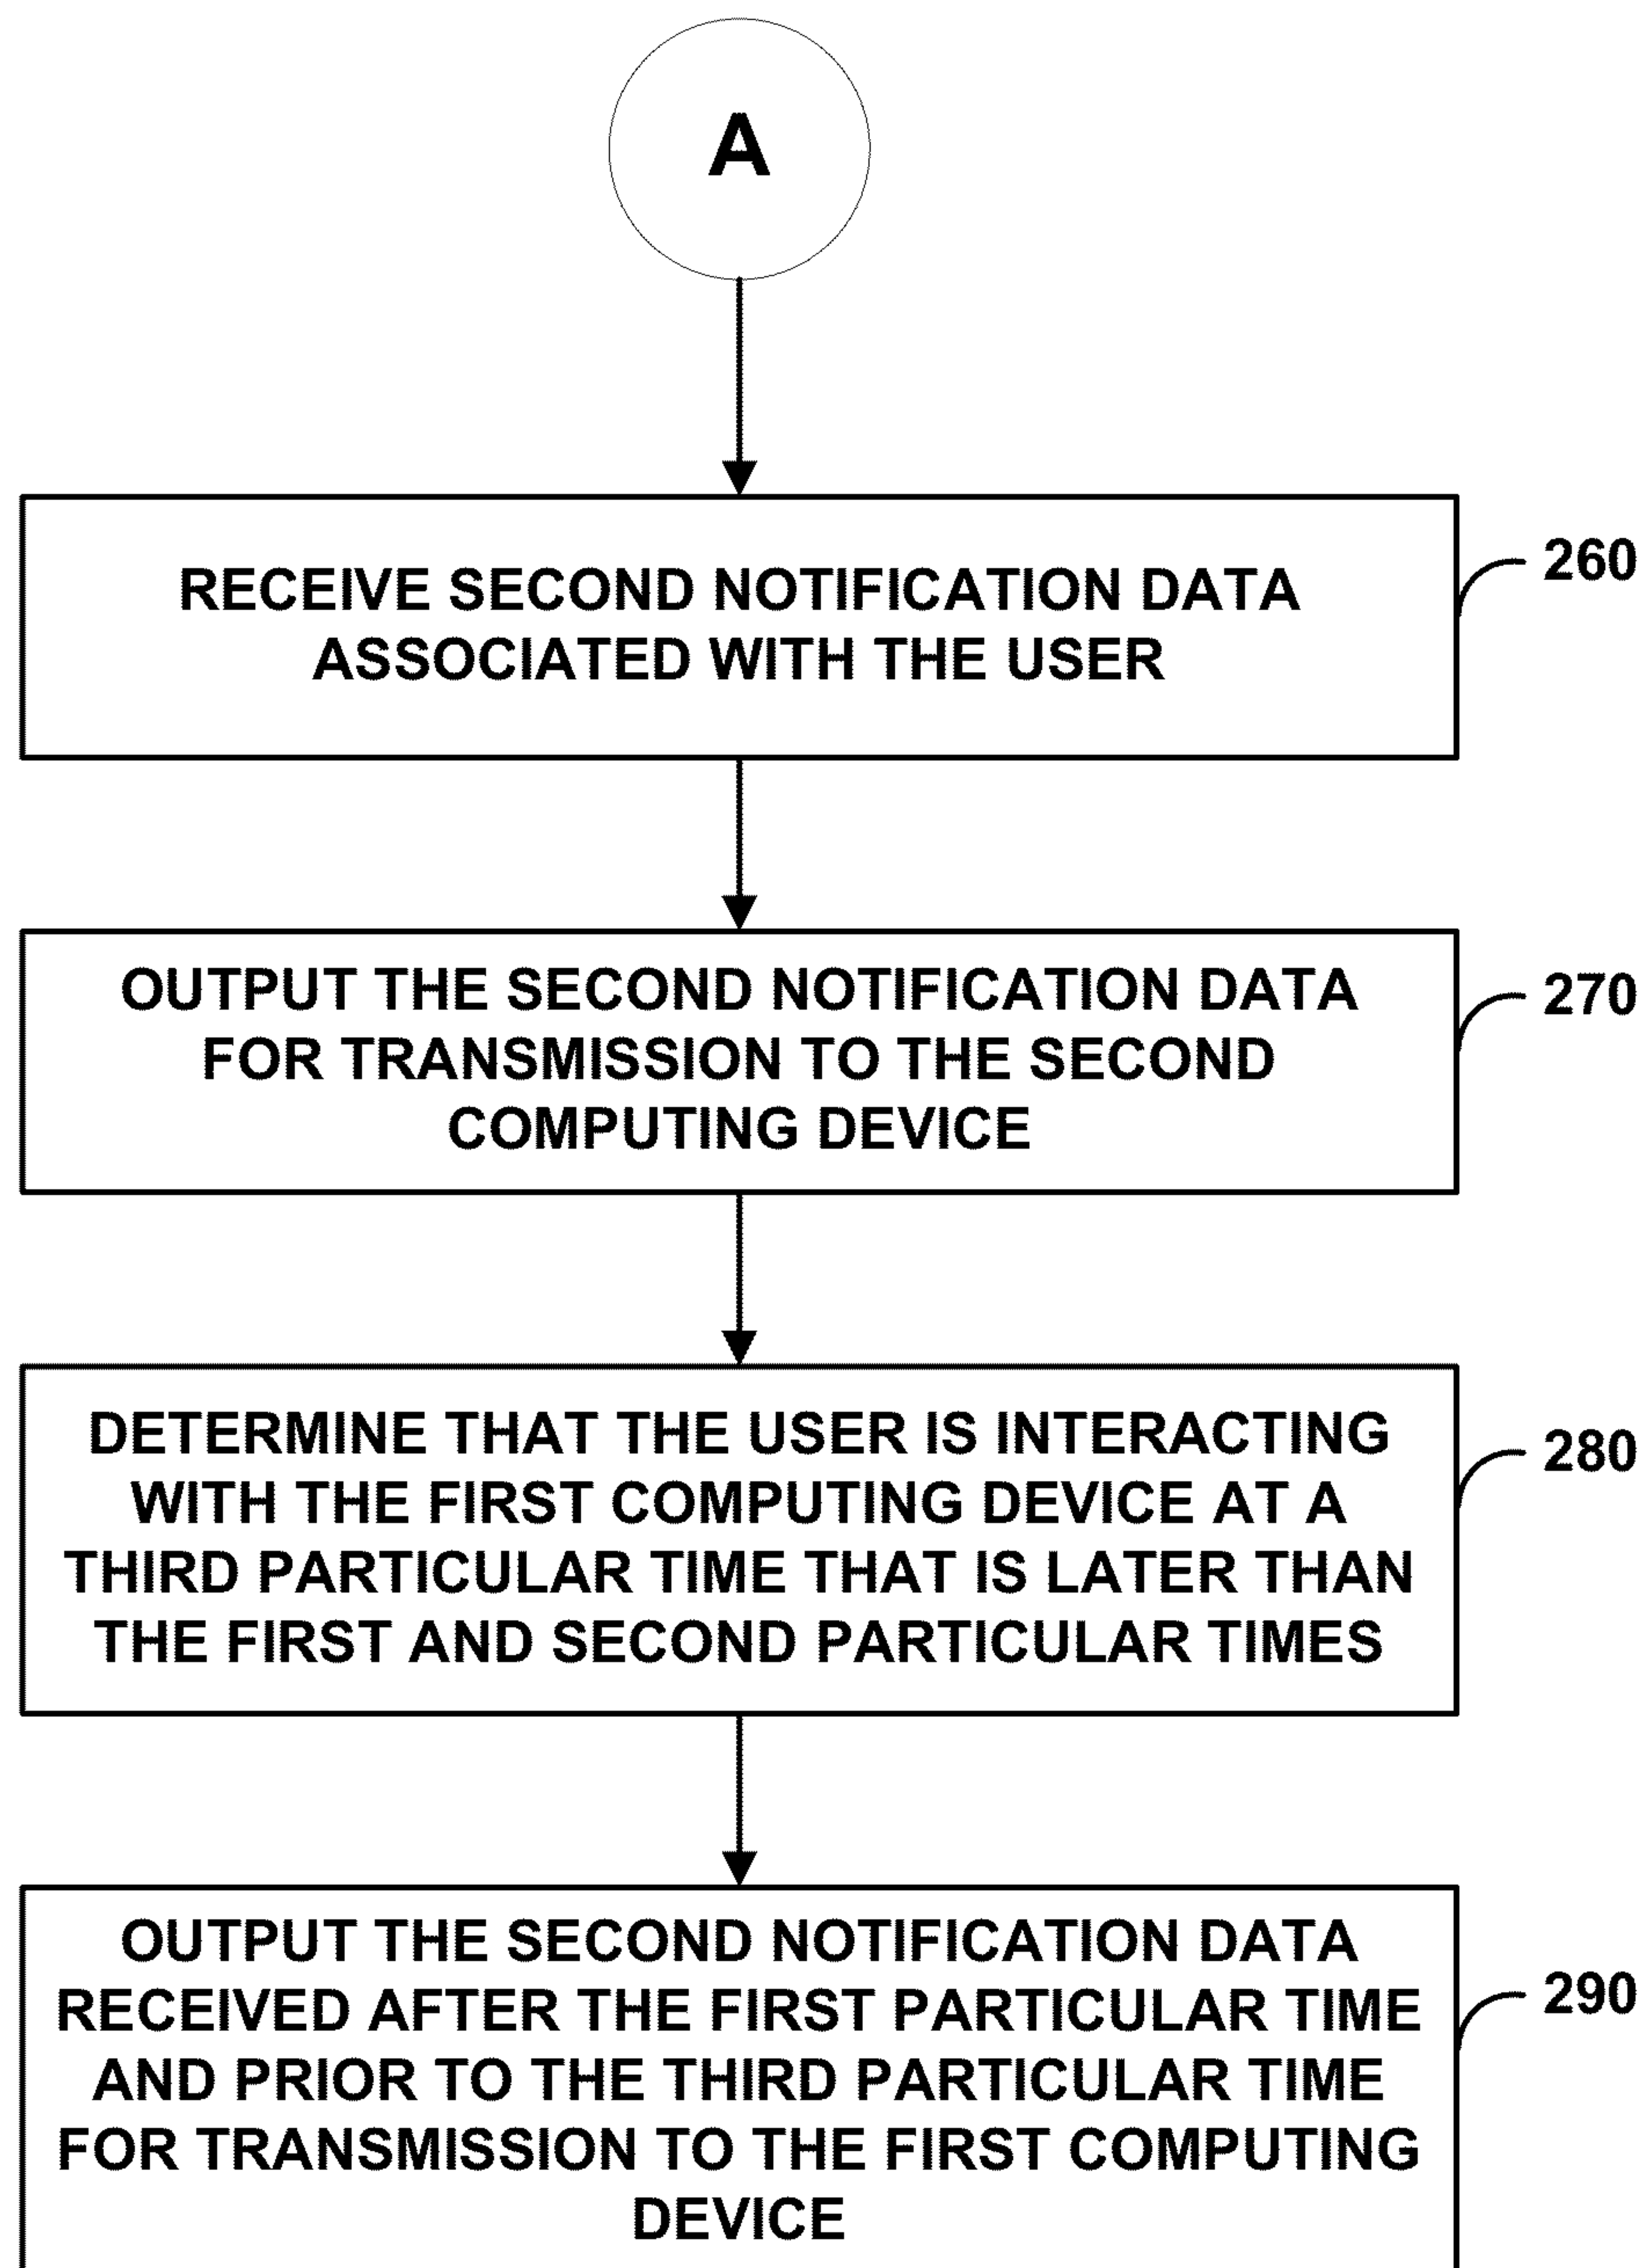 A
RECEIVE SECOND NOTIFICATION DATA
ASSOCIATED WITH THE USER
260
OUTPUT THE SECOND NOTIFICATION DATA
FOR TRANSMISSION TO THE SECOND
COMPUTING DEVICE
270
DETERMINE THAT THE USER IS INTERACTING
WITH THE FIRST COMPUTING DEVICE AT A
THIRD PARTICULAR TIME THAT IS LATER THAN
THE FIRST AND SECOND PARTICULAR TIMES
280
OUTPUT THE SECOND NOTIFICATION DATA
RECEIVED AFTER THE FIRST PARTICULAR TIME
AND PRIOR TO THE THIRD PARTICULAR TIME
FOR TRANSMISSION TO THE FIRST COMPUTING
DEVICE
290